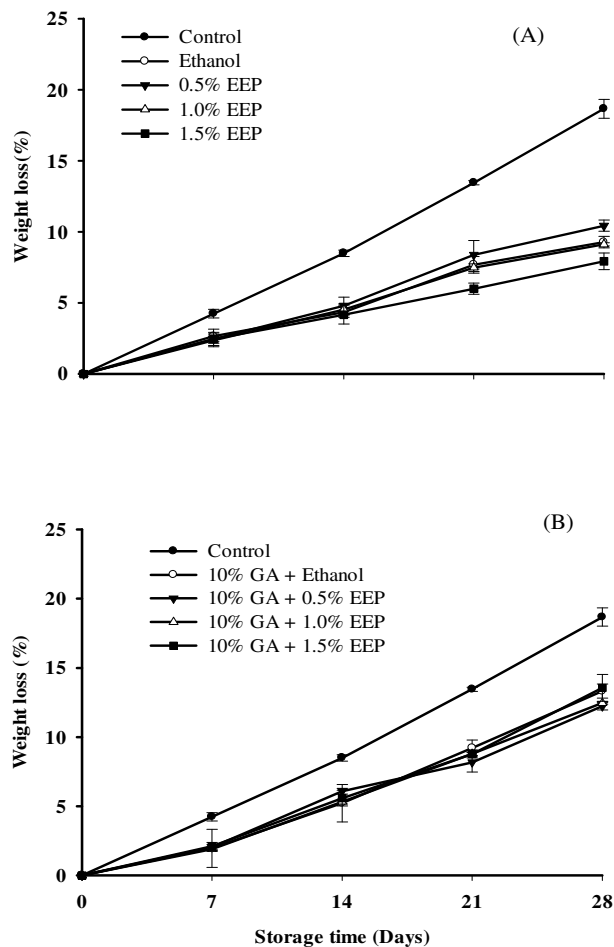 (A)
Control
Ethanol
0.5% EEP
1.0% EEP
1.5% EEP
25
20
15
10
5
0
Weight loss(%)
(B)
Control
10% GA + Ethanol
10% GA + 0.5% EEP
10% GA + 1.0% EEP
10% GA + 1.5% EEP
25
20
15
10
5
0
Weight loss (%)
0 7 14 21 28
Storage time (Days)